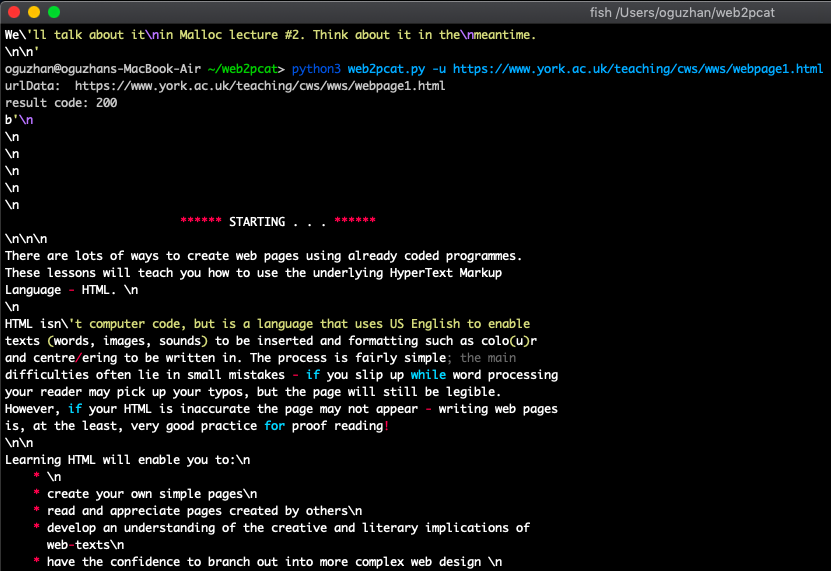 fish /Users/oguzhan/web2pcat
We\'ll talk about it\nin Malloc lecture #2. Think about it in the\nmeantime.
\n\n'
oguzhan@oguzhans-MacBook-Air ~/web2pcat> python3 web2pcat.py -u https://www.york.ac.uk/teaching/cws/wws/webpage1.html
urlData:  https://www.york.ac.uk/teaching/cws/wws/webpage1.html
result code: 200
b'\n
\n
\n
\n
\n
\n
****** STARTING . . . ******
\n\n\n
There are lots of ways to create web pages using already coded programmes.
These lessons will teach you how to use the underlying HyperText Markup
Language - HTML. \n
\n
HTML isn\'t computer code, but is a language that uses US English to enable
texts (words, images, sounds) to be inserted and formatting such as colo(u)r
and centre/ering to be written in. The process is fairly simple; the main
difficulties often lie in small mistakes - if you slip up while word processing
your reader may pick up your typos, but the page will still be legible.
However, if your HTML is inaccurate the page may not appear - writing web pages
is, at the least, very good practice for proof reading!
\n\n
Learning HTML will enable you to:\n
* \n
* create your own simple pages\n
* read and appreciate pages created by others\n
* develop an understanding of the creative and literary implications of
web-texts\n
* have the confidence to branch out into more complex web design \n